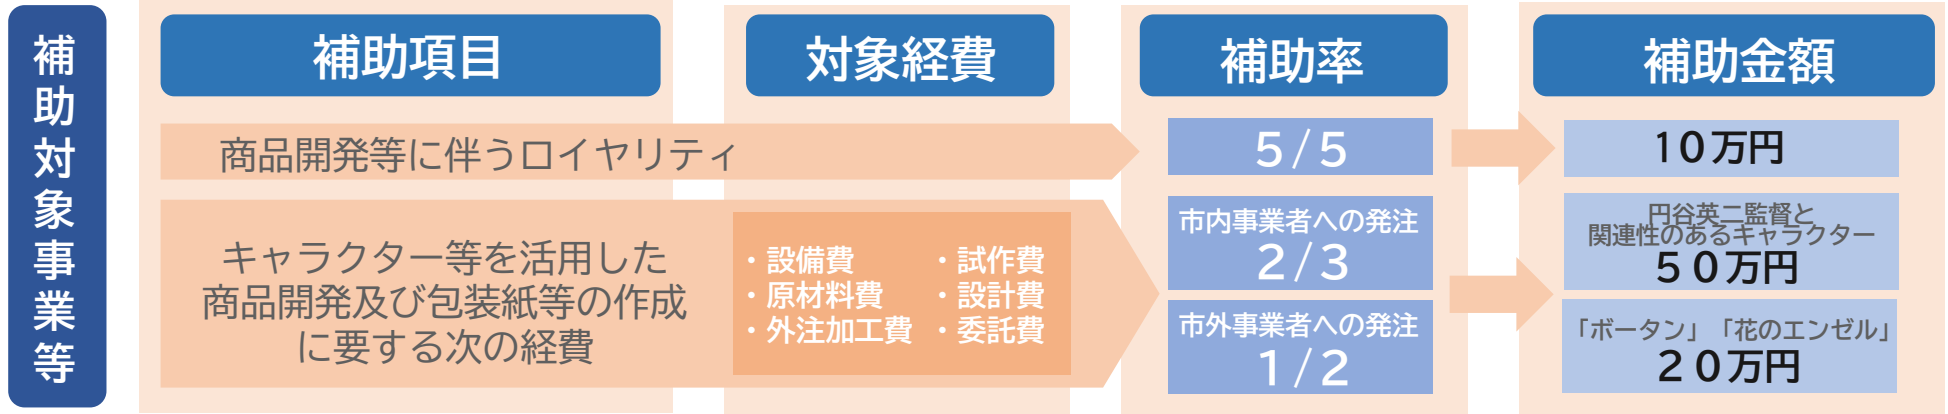 補助対象事業等
補助項目
対象経費
補助率
補助金額
商品開発等に伴うロイヤリティ
5/5
10万円
キャラクター等を活用した
商品開発及び包装紙等の作成
に要する次の経費
・設備費 ・試作費
・原材料費 ・設計費
・外注加工費 ・委託費
市内事業者への発注
2/3
市外事業者への発注
1/2
円谷英二監督と
関連性のあるキャラクター
50万円
「ボータン」「花のエンゼル」
20万円